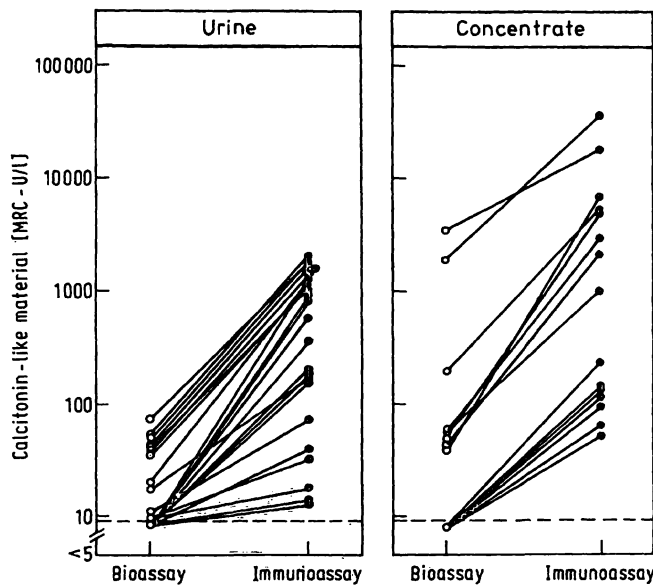 Urine
Concentrate
Calcitonin-like material [MRC-U/l]
100000
10000
1000
100
10
<5
Bioassay
Immunoassay
Bioassay
Immunoassay